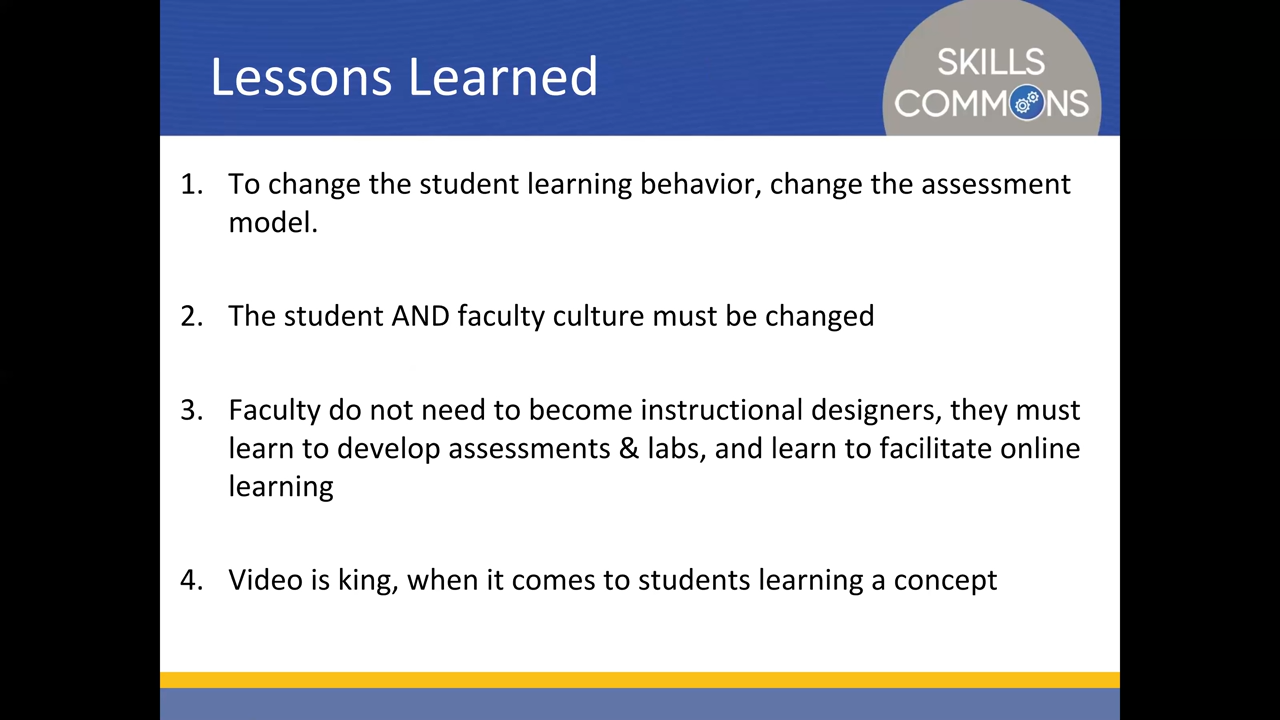 Lessons Learned
SKILLS
COMMONS
1. To change the student learning behavior, change the assessment
model.
2. The student AND faculty culture must be changed
3. Faculty do not need to become instructional designers, they must
learn to develop assessments & labs, and learn to facilitate online
learning
4. Video is king, when it comes to students learning a concept